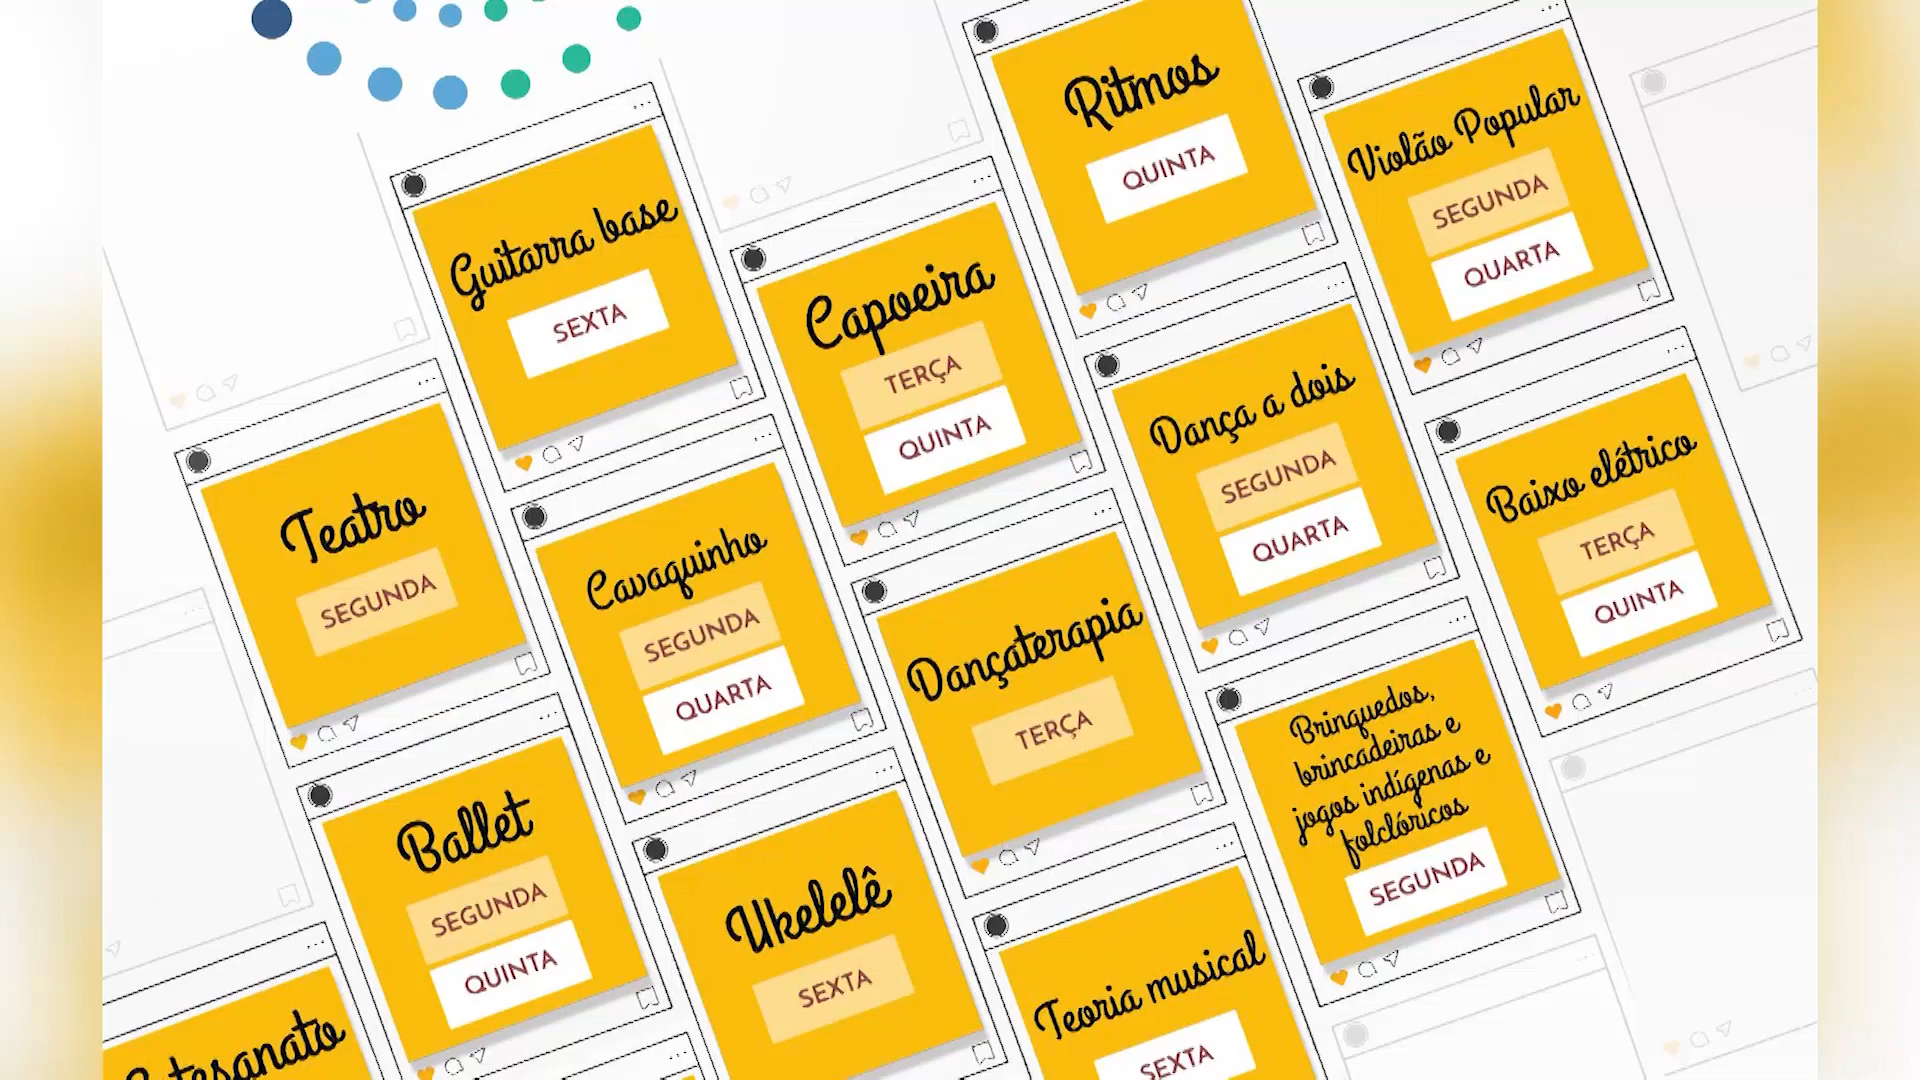 Ritmos
QUINTA
Violão Popular
SEGUNDA
QUARTA
Guitarra base
SEXTA
Capoeira
TERÇA
QUINTA
Dança a dois
SEGUNDA
QUARTA
Baixo elétrico
TERÇA
QUINTA
Teatro
SEGUNDA
Cavaquinho
SEGUNDA
QUARTA
Dançaterapia
TERÇA
Brinquedos,
brincadeiras e
jogos indígenas e
folclóricos
SEGUNDA
Ballet
SEGUNDA
QUINTA
Ukelelê
SEXTA
Teoria musical
SEXTA
Artesanato